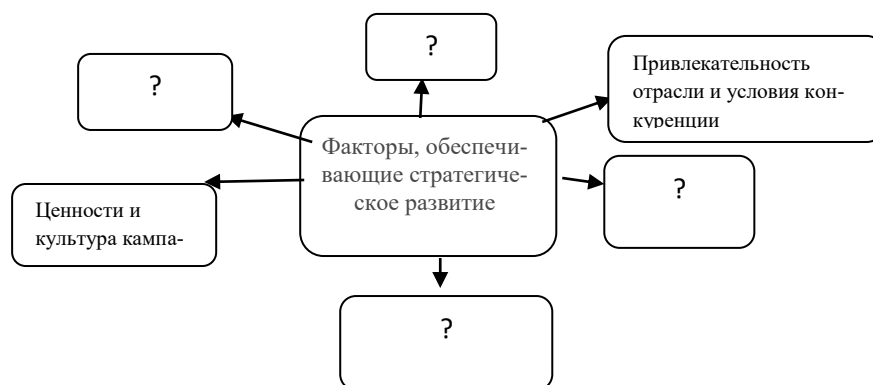 ?
?
Привлекательность
отрасли и условия кон-
куренции
Факторы, обеспечи-
вающие стратегиче-
ское развитие
?
Ценности и
культура кампа-
?